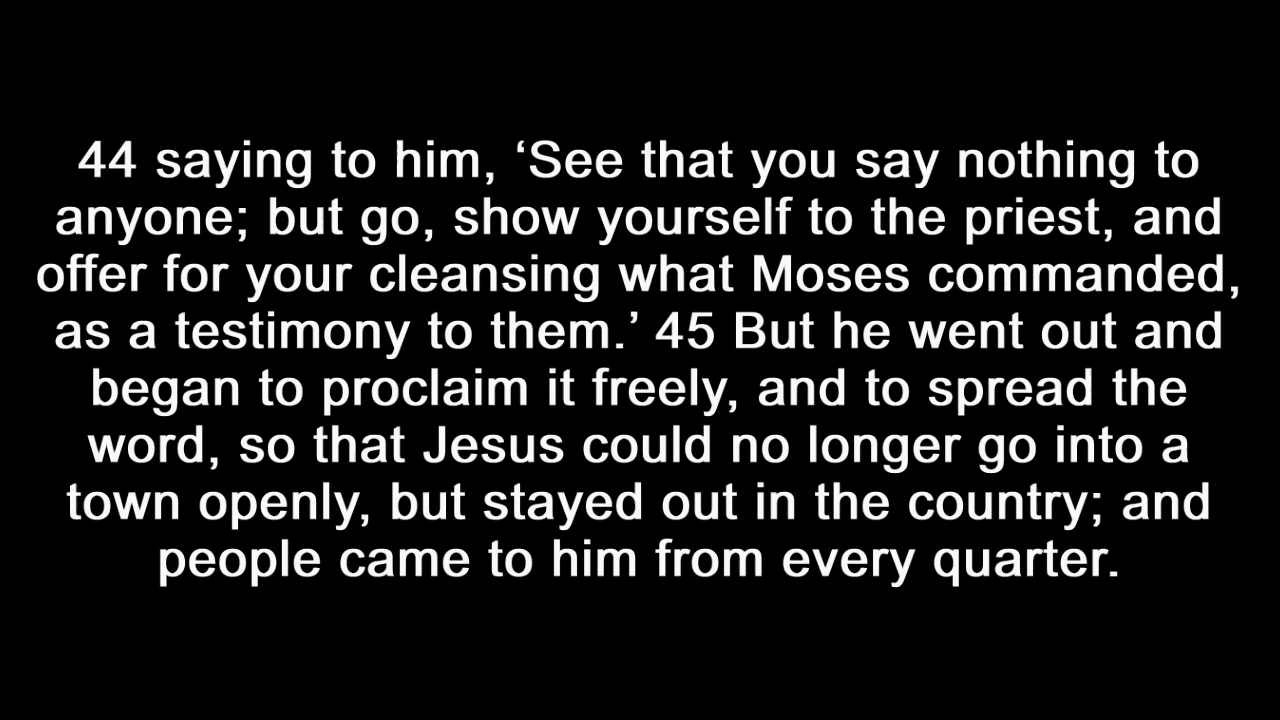 44 saying to him, ‘See that you say nothing to
anyone; but go, show yourself to the priest, and
offer for your cleansing what Moses commanded,
as a testimony to them.’ 45 But he went out and
began to proclaim it freely, and to spread the
word, so that Jesus could no longer go into a
town openly, but stayed out in the country; and
people came to him from every quarter.